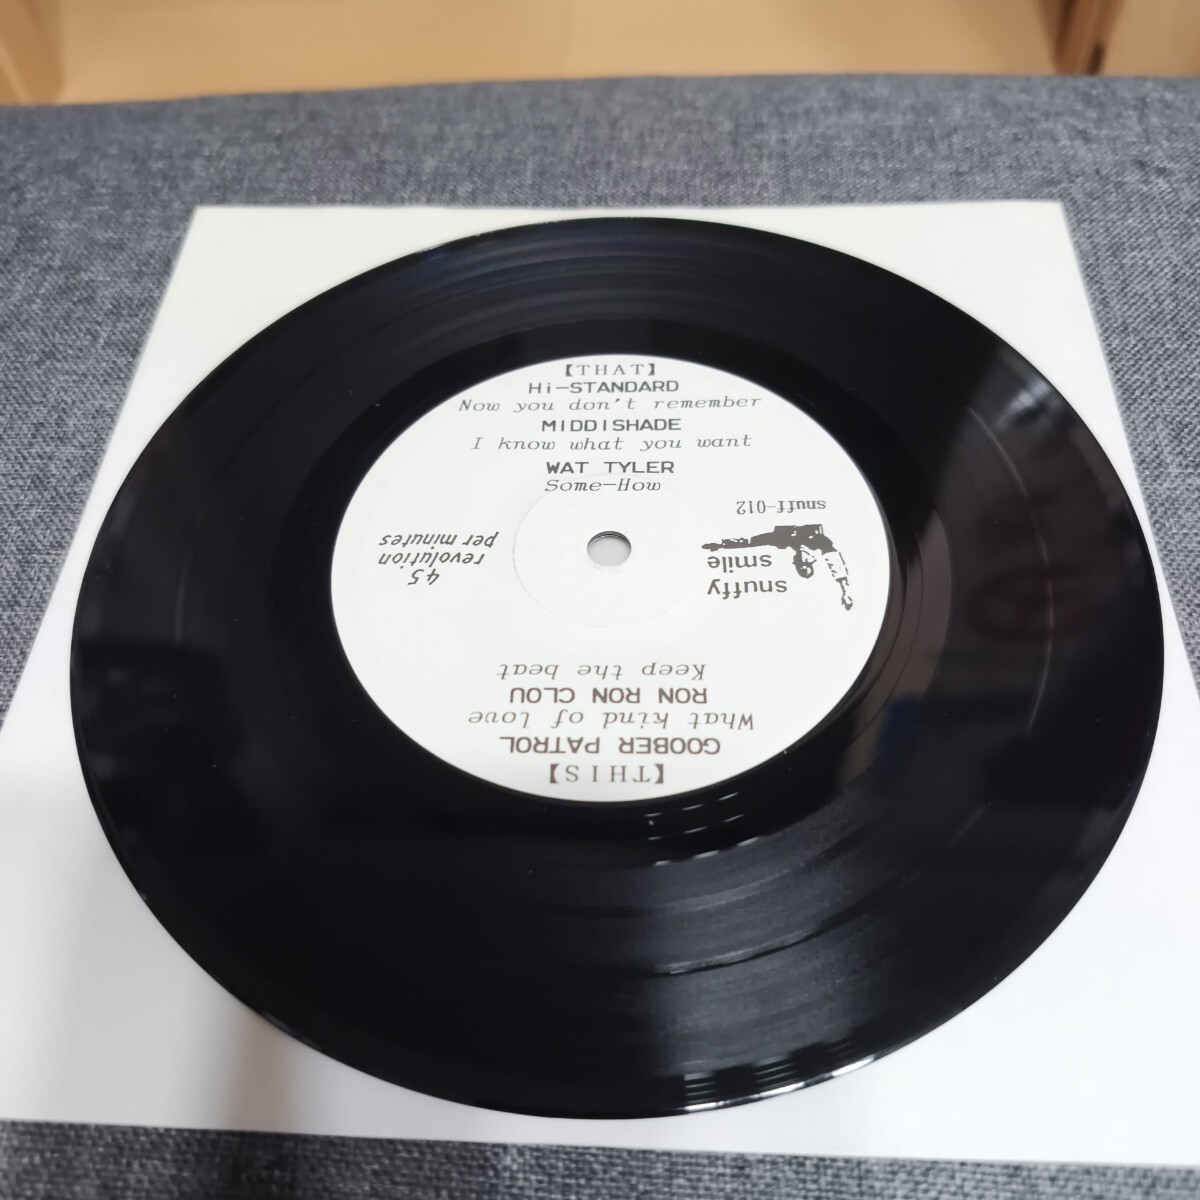 【THAT】
Hi-STANDARD
Now you don't remember
MIDDISHADE
I know what you want
WAT TYLER
Some-How
snuff-012
snuffy
smile
45
revolution
per minutes
【THIS】
GOOBER PATROL
What kind of love
RON RON CLOU
Keep the beat